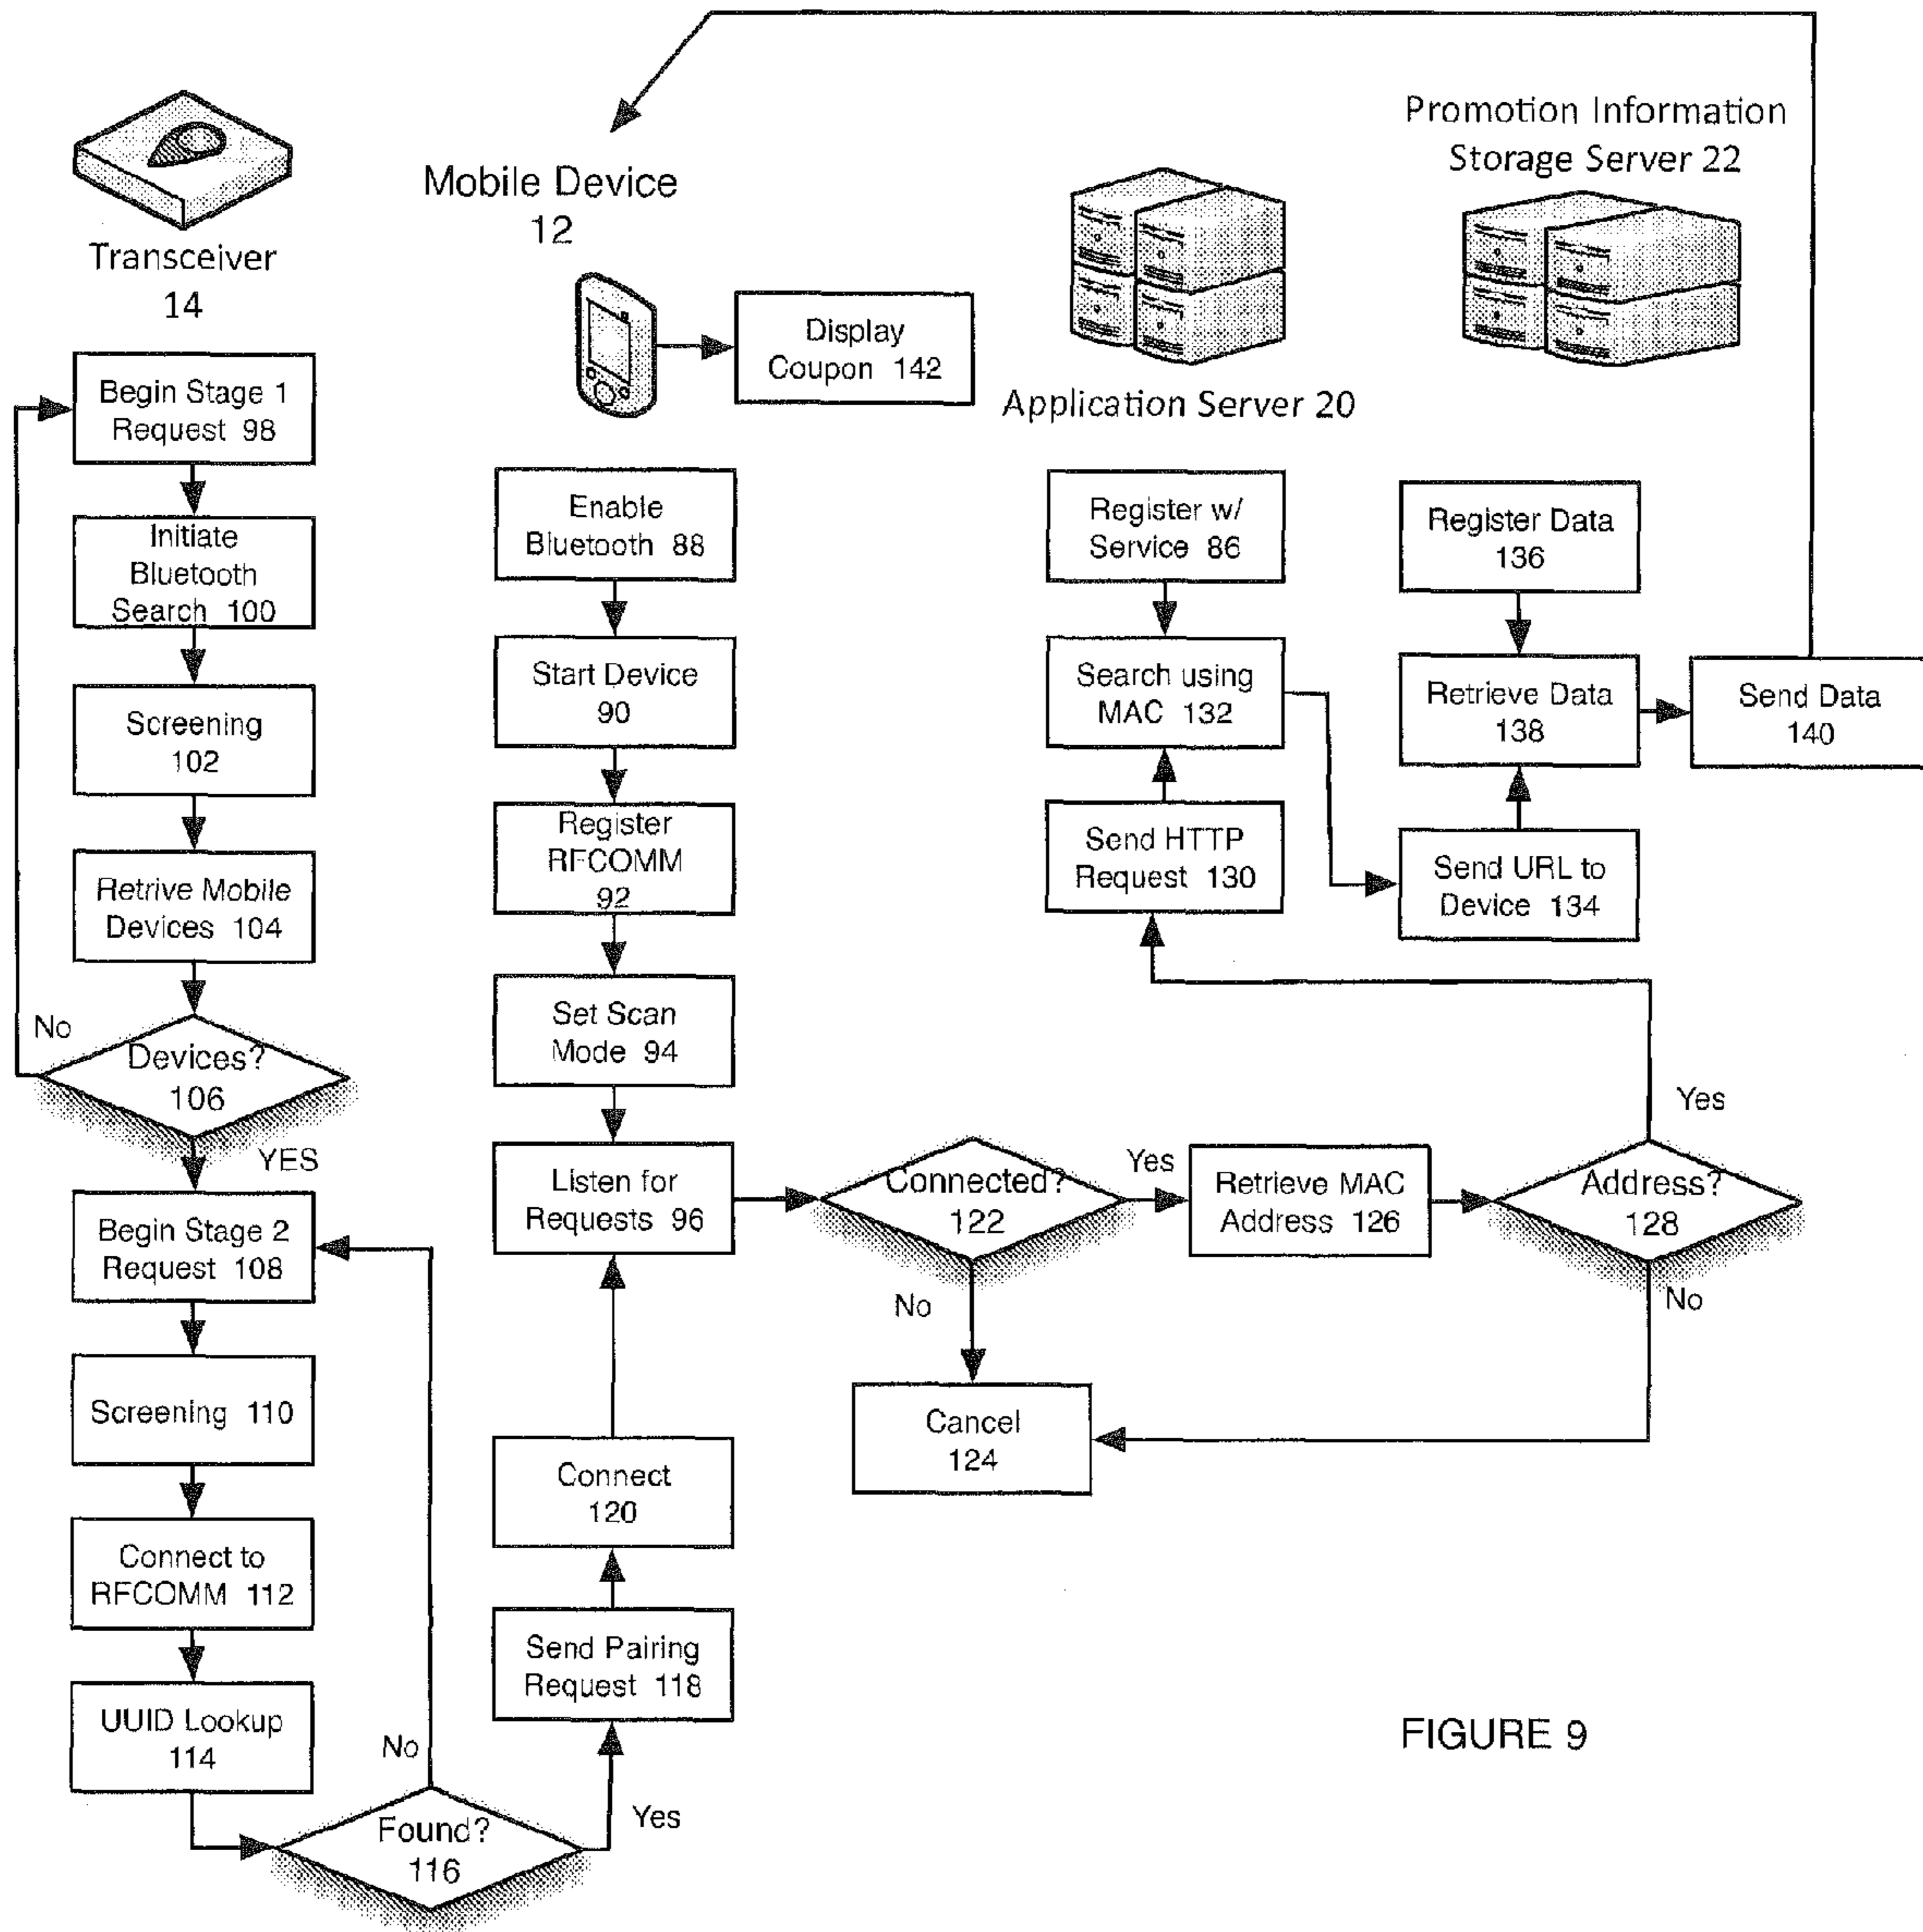 Transceiver
14
Mobile Device
12
Application Server 20
Promotion Information
Storage Server 22
Begin Stage 1
Request 98
Initiate
Bluetooth
Search 100
Screening
102
Retrive Mobile
Devices 104
Devices?
106
No
YES
Begin Stage 2
Request 108
Screening 110
Connect to
RFCOMM 112
UUID Lookup
114
Found?
116
No
Yes
Display
Coupon 142
Enable
Bluetooth 88
Start Device
90
Register
RFCOMM
92
Set Scan
Mode 94
Listen for
Requests 96
Connect
120
Send Pairing
Request 118
Connected?
122
Yes
No
Cancel
124
Retrieve MAC
Address 126
Address?
128
Yes
No
Register w/
Service 86
Search using
MAC 132
Send HTTP
Request 130
Register Data
136
Retrieve Data
138
Send URL to
Device 134
Send Data
140
FIGURE 9